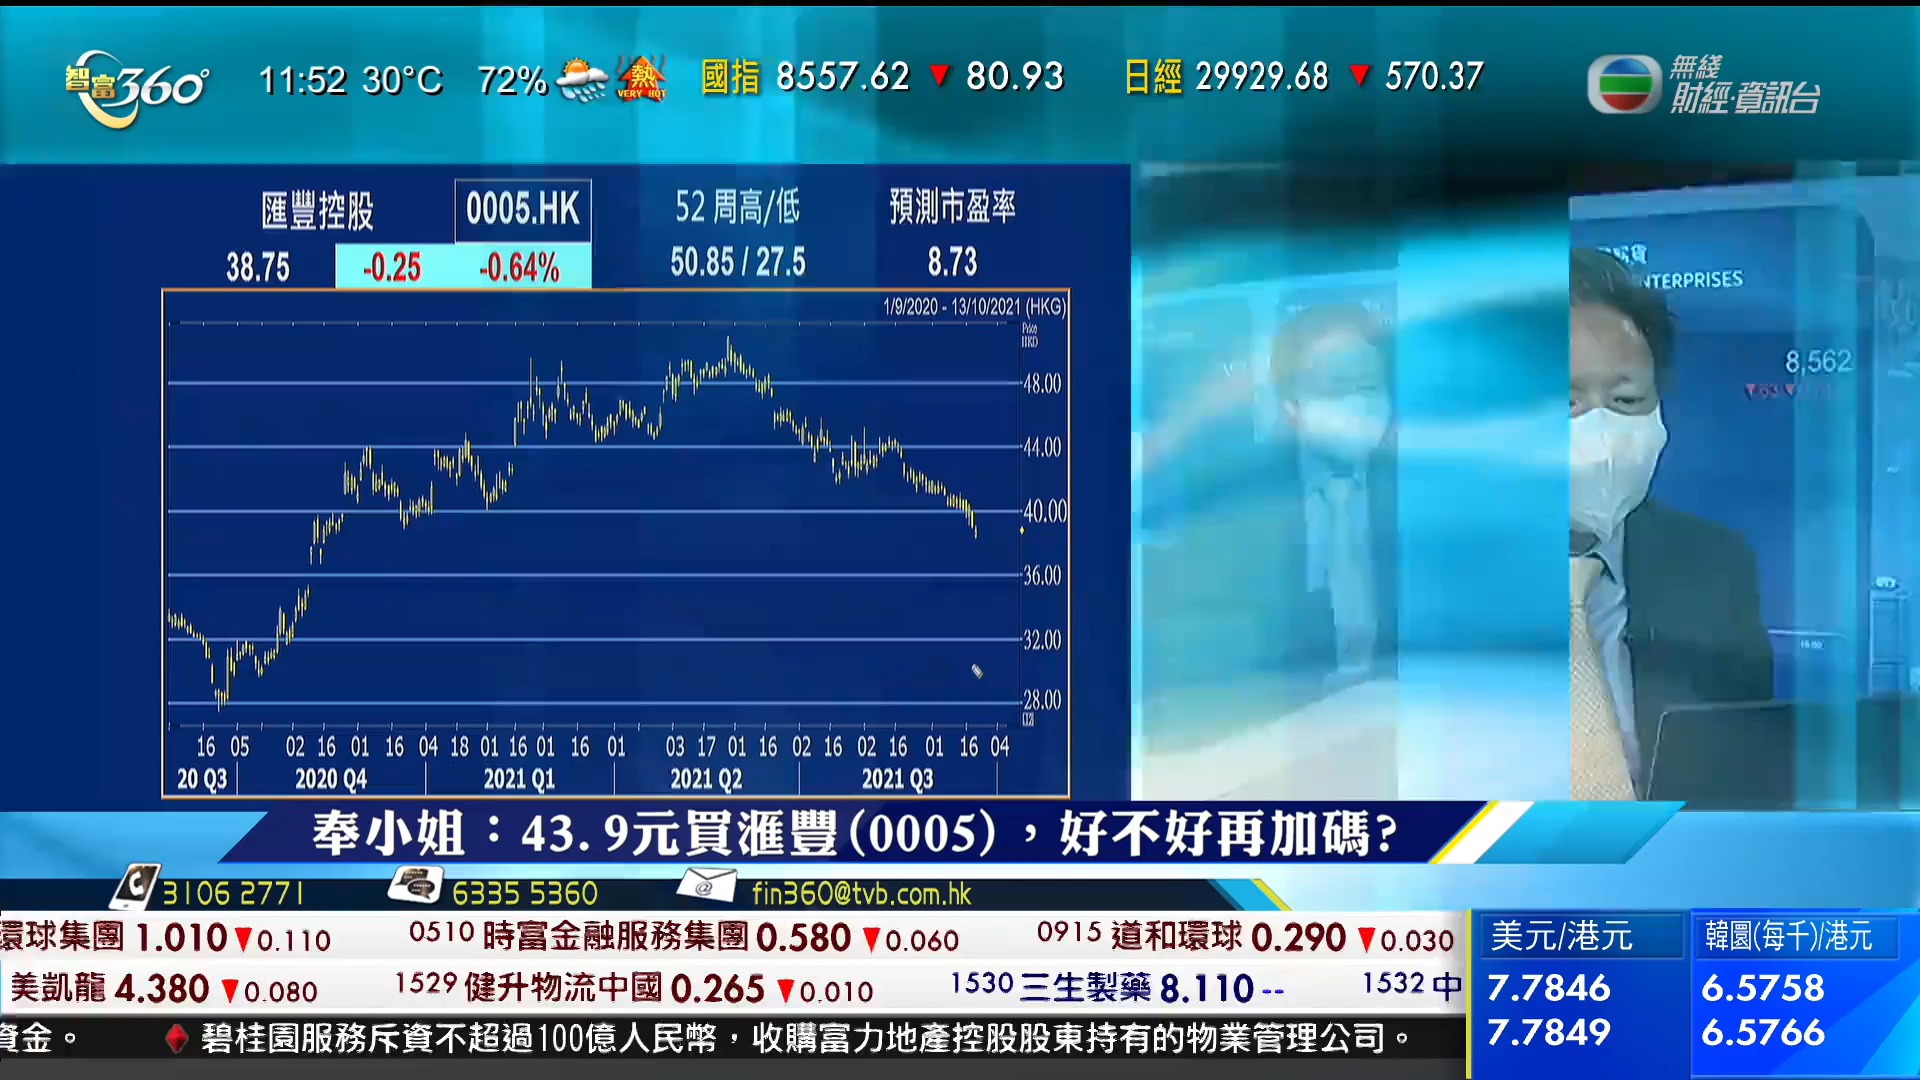 智富360°
11:52 30°C 72% 熱 VERY HOT 國指 8557.62 ▼ 80.93 日經 29929.68 ▼ 570.37
無綫
財經·資訊台
匯豐控股 0005.HK 52 周高/低 預測市盈率
38.75 -0.25 -0.64% 50.85 / 27.5 8.73
1/9/2020 - 13/10/2021 (HKG)
Price
HKD
48.00
44.00
40.00
36.00
32.00
28.00
16 05 02 16 01 16 04 18 01 16 01 16 01 03 17 01 16 02 16 02 16 01 16 04
20 Q3 2020 Q4 2021 Q1 2021 Q2 2021 Q3
NTERPRISES
8,562
奉小姐：43.9元買滙豐(0005)，好不好再加碼?
3106 2771 6335 5360 fin360@tvb.com.hk
環球集團 1.010 ▼0.110 0510 時富金融服務集團 0.580 ▼0.060 0915 道和環球 0.290 ▼0.030
美凱龍 4.380 ▼0.080 1529 健升物流中國 0.265 ▼0.010 1530 三生製藥 8.110 -- 1532 中
資金。 碧桂園服務斥資不超過100億人民幣，收購富力地產控股股東持有的物業管理公司。
美元/港元
7.7846
7.7849
韓圜(每千)/港元
6.5758
6.5766